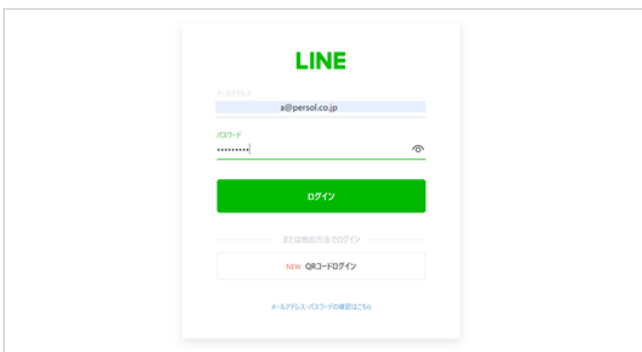 LINE
メールアドレス
a@persol.co.jp
パスワード
•••••••••
ログイン
または他の方法でログイン
NEW QRコードログイン
メールアドレス・パスワードの確認はこちら